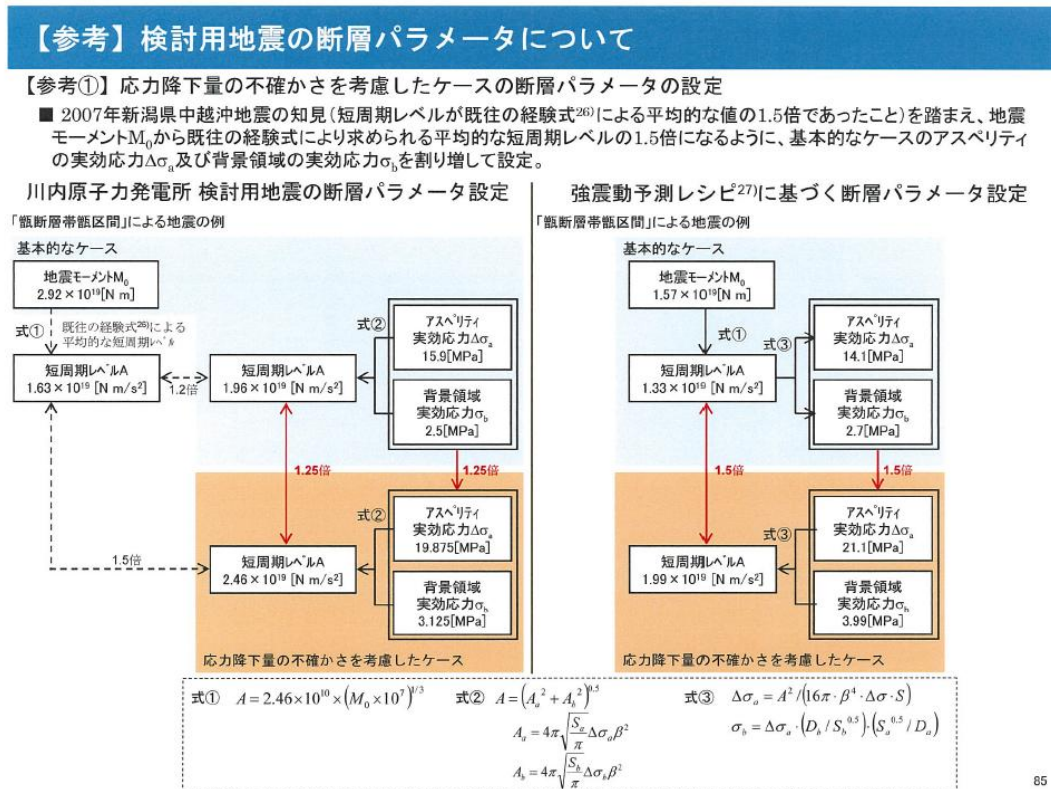 【参考】検討用地震の断層パラメータについて
【参考①】応力降下量の不確かさを考慮したケースの断層パラメータの設定
■ 2007年新潟県中越沖地震の知見(短周期レベルが既往の経験式26)による平均的な値の1.5倍であったこと)を踏まえ、地震
モーメントM0から既往の経験式により求められる平均的な短周期レベルの1.5倍になるように、基本的なケースのアスペリティ
の実効応力Δσa及び背景領域の実効応力σbを割り増して設定。
川内原子力発電所 検討用地震の断層パラメータ設定
「甑断層帯甑区間」による地震の例
基本的なケース
地震モーメントM0
2.92×10^19[N m]
式①
既往の経験式26)による
平均的な短周期レベル
短周期レベルA
1.63×10^19 [N m/s²]
1.2倍
短周期レベルA
1.96×10^19 [N m/s²]
式②
アスペリティ
実効応力Δσa
15.9[MPa]
背景領域
実効応力σb
2.5[MPa]
1.25倍
1.25倍
1.5倍
短周期レベルA
2.46×10^19 [N m/s²]
式②
アスペリティ
実効応力Δσa
19.875[MPa]
背景領域
実効応力σb
3.125[MPa]
応力降下量の不確かさを考慮したケース
強震動予測レシピ27)に基づく断層パラメータ設定
「甑断層帯甑区間」による地震の例
基本的なケース
地震モーメントM0
1.57×10^19[N m]
式①
短周期レベルA
1.33×10^19 [N m/s²]
式③
アスペリティ
実効応力Δσa
14.1[MPa]
背景領域
実効応力σb
2.7[MPa]
1.5倍
1.5倍
短周期レベルA
1.99×10^19 [N m/s²]
式③
アスペリティ
実効応力Δσa
21.1[MPa]
背景領域
実効応力σb
3.99[MPa]
応力降下量の不確かさを考慮したケース
式① A=2.46×10^10×(M0×10^7)^1/3
式② A=(Aa²+Ab²)^0.5
Aa=4π√(Sa/π)Δσaβ²
Ab=4π√(Sb/π)Δσbβ²
式③ Δσa=A²/(16π·β⁴·Δσ·S)
σb=Δσa·(Db/Sb^0.5)·(Sa^0.5/Da)
85